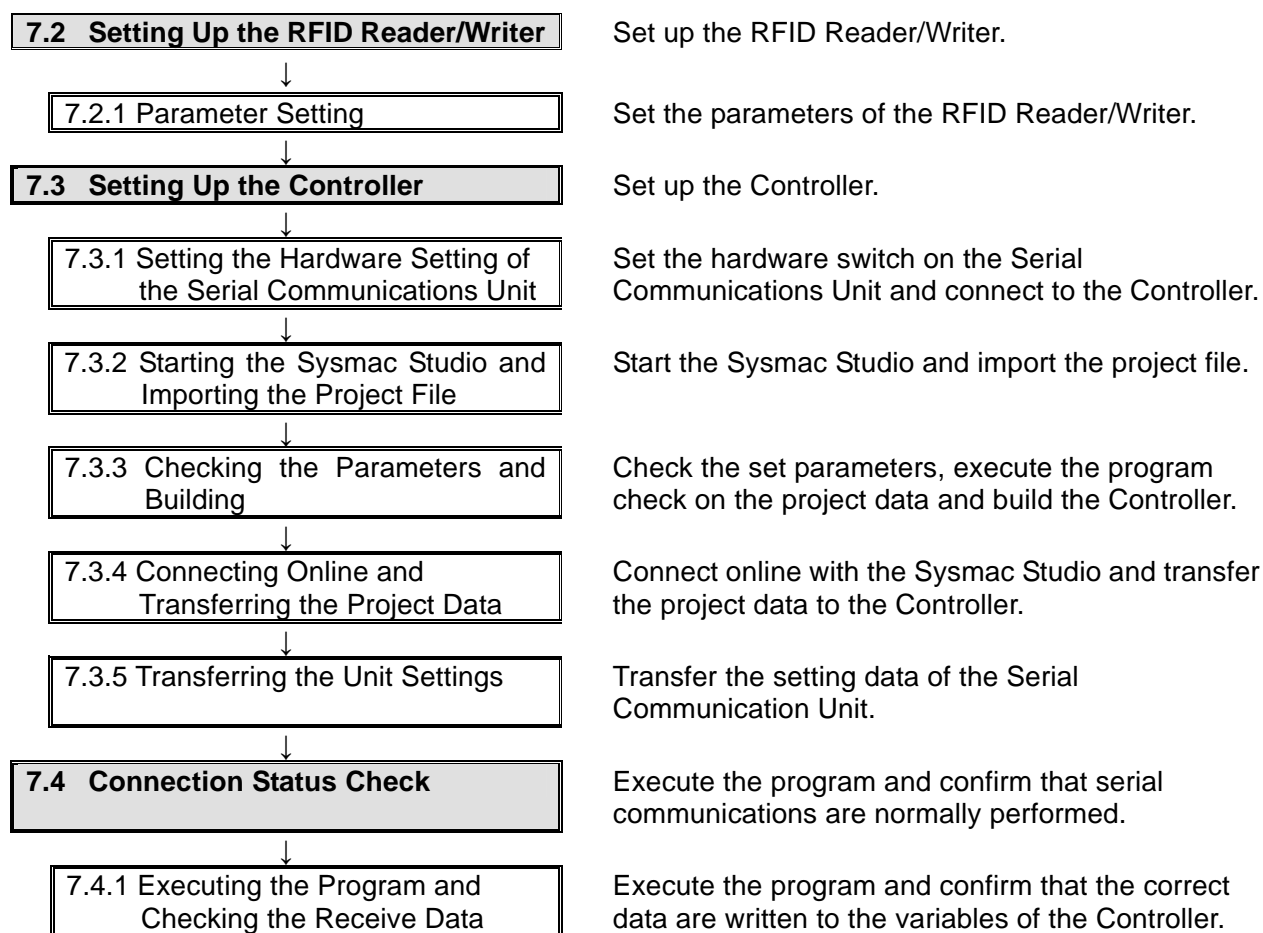 7.2 Setting Up the RFID Reader/Writer Set up the RFID Reader/Writer.
↓
7.2.1 Parameter Setting Set the parameters of the RFID Reader/Writer.
↓
7.3 Setting Up the Controller Set up the Controller.
↓
7.3.1 Setting the Hardware Setting of Set the hardware switch on the Serial
the Serial Communications Unit Communications Unit and connect to the Controller.
↓
7.3.2 Starting the Sysmac Studio and Start the Sysmac Studio and import the project file.
Importing the Project File
↓
7.3.3 Checking the Parameters and Check the set parameters, execute the program
Building check on the project data and build the Controller.
↓
7.3.4 Connecting Online and Connect online with the Sysmac Studio and transfer
Transferring the Project Data the project data to the Controller.
↓
7.3.5 Transferring the Unit Settings Transfer the setting data of the Serial
Communication Unit.
↓
7.4 Connection Status Check Execute the program and confirm that serial
communications are normally performed.
↓
7.4.1 Executing the Program and Execute the program and confirm that the correct
Checking the Receive Data data are written to the variables of the Controller.